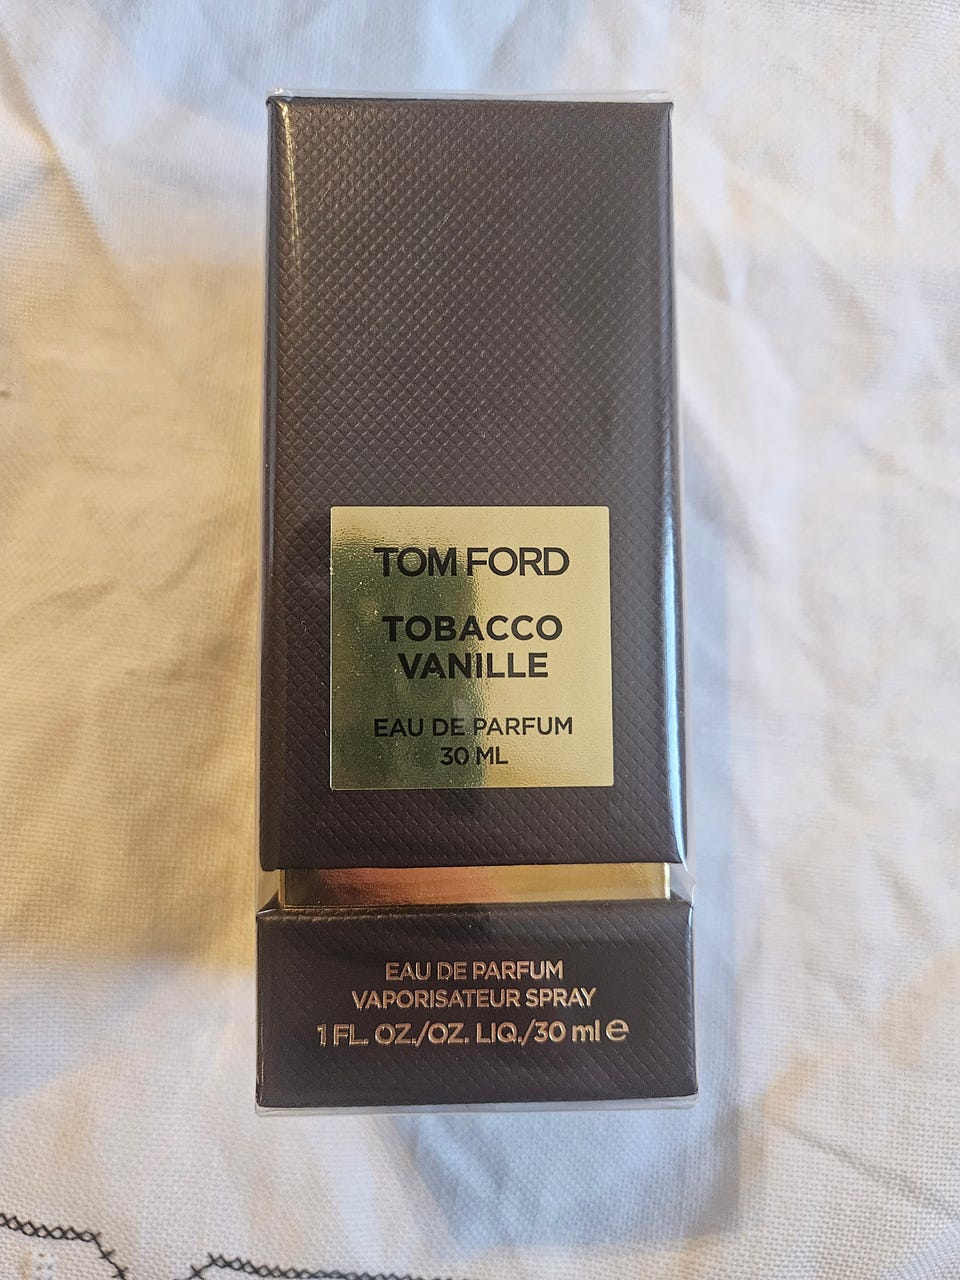 TOM FORD
TOBACCO
VANILLE
EAU DE PARFUM
30 ML
EAU DE PARFUM
VAPORISATEUR SPRAY
1 FL. OZ./OZ. LIQ./30 ml e